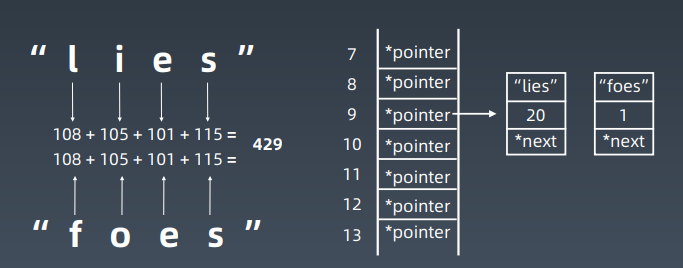 “ l i e s ”
108 + 105 + 101 + 115 =
108 + 105 + 101 + 115 =
429
“ f o e s ”
7 *pointer
8 *pointer
9 *pointer
10 *pointer
11 *pointer
12 *pointer
13 *pointer
“lies”
20
*next
“foes”
1
*next